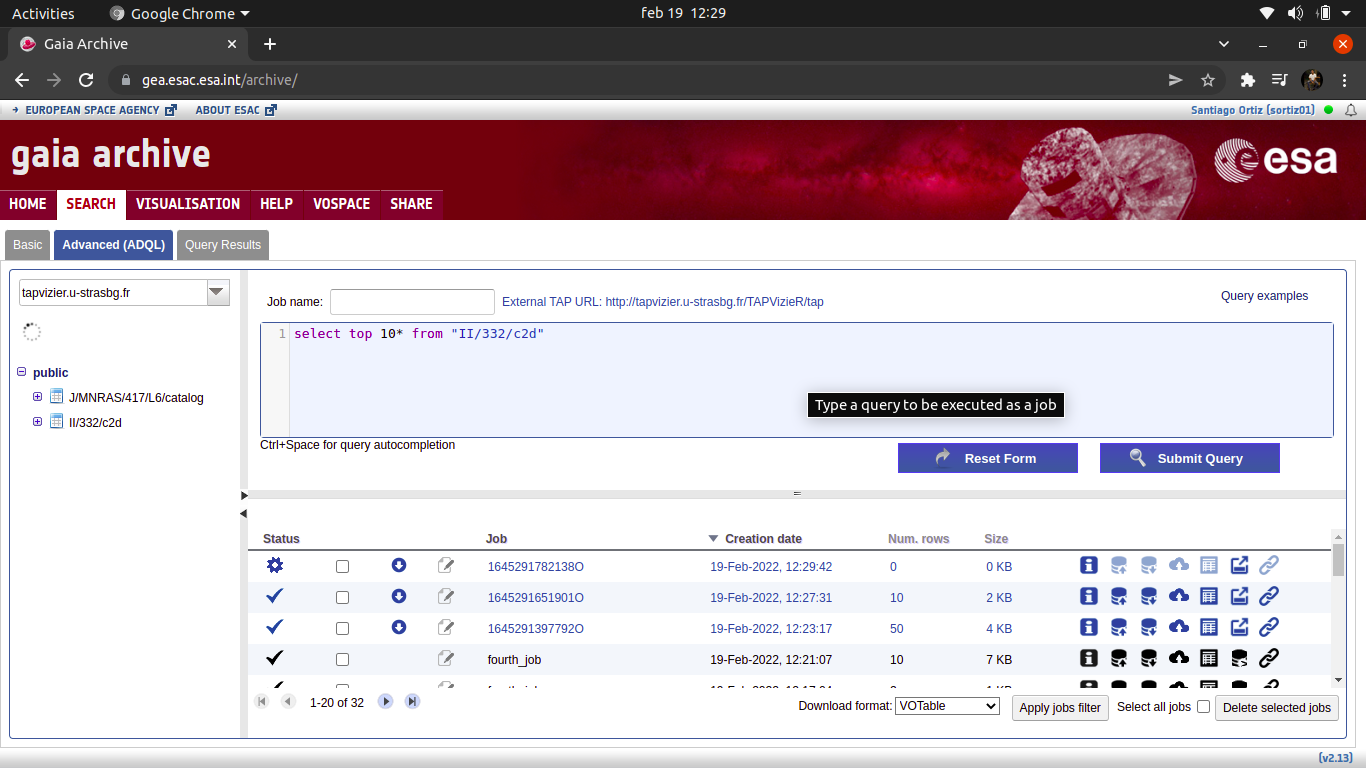 Activities Google Chrome feb 19 12:29
Gaia Archive
gea.esac.esa.int/archive/
EUROPEAN SPACE AGENCY ABOUT ESAC Santiago Ortiz (sortiz01)
gaia archive esa
HOME SEARCH VISUALISATION HELP VOSPACE SHARE
Basic Advanced (ADQL) Query Results
tapvizier.u-strasbg.fr
Job name: External TAP URL: http://tapvizier.u-strasbg.fr/TAPVizieR/tap Query examples
1 select top 10* from "II/332/c2d"
public
J/MNRAS/417/L6/catalog
II/332/c2d
Type a query to be executed as a job
Ctrl+Space for query autocompletion
Reset Form Submit Query
Status Job Creation date Num. rows Size
1645291782138O 19-Feb-2022, 12:29:42 0 0 KB
1645291651901O 19-Feb-2022, 12:27:31 10 2 KB
1645291397792O 19-Feb-2022, 12:23:17 50 4 KB
fourth_job 19-Feb-2022, 12:21:07 10 7 KB
1-20 of 32 Download format: VOTable Apply jobs filter Select all jobs Delete selected jobs
(v2.13)